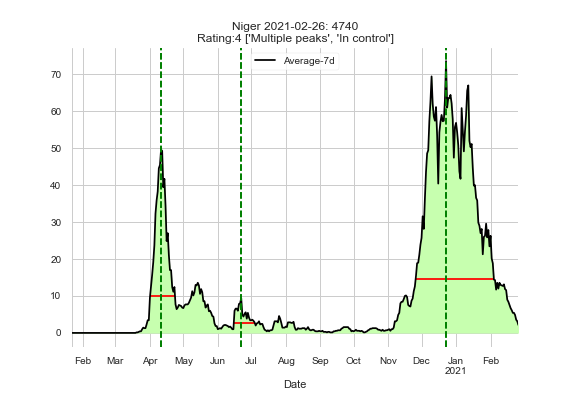 Niger 2021-02-26: 4740
Rating:4 ['Multiple peaks', 'In control']
Average-7d
70
60
50
40
30
20
10
0
Feb Mar Apr May Jun Jul Aug Sep Oct Nov Dec Jan Feb
2021
Date